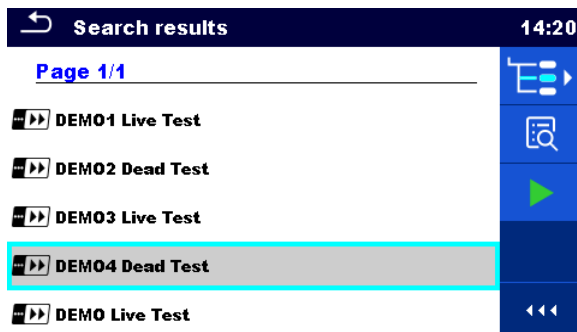 Search results 14:20
Page 1/1
DEMO1 Live Test
DEMO2 Dead Test
DEMO3 Live Test
DEMO4 Dead Test
DEMO Live Test